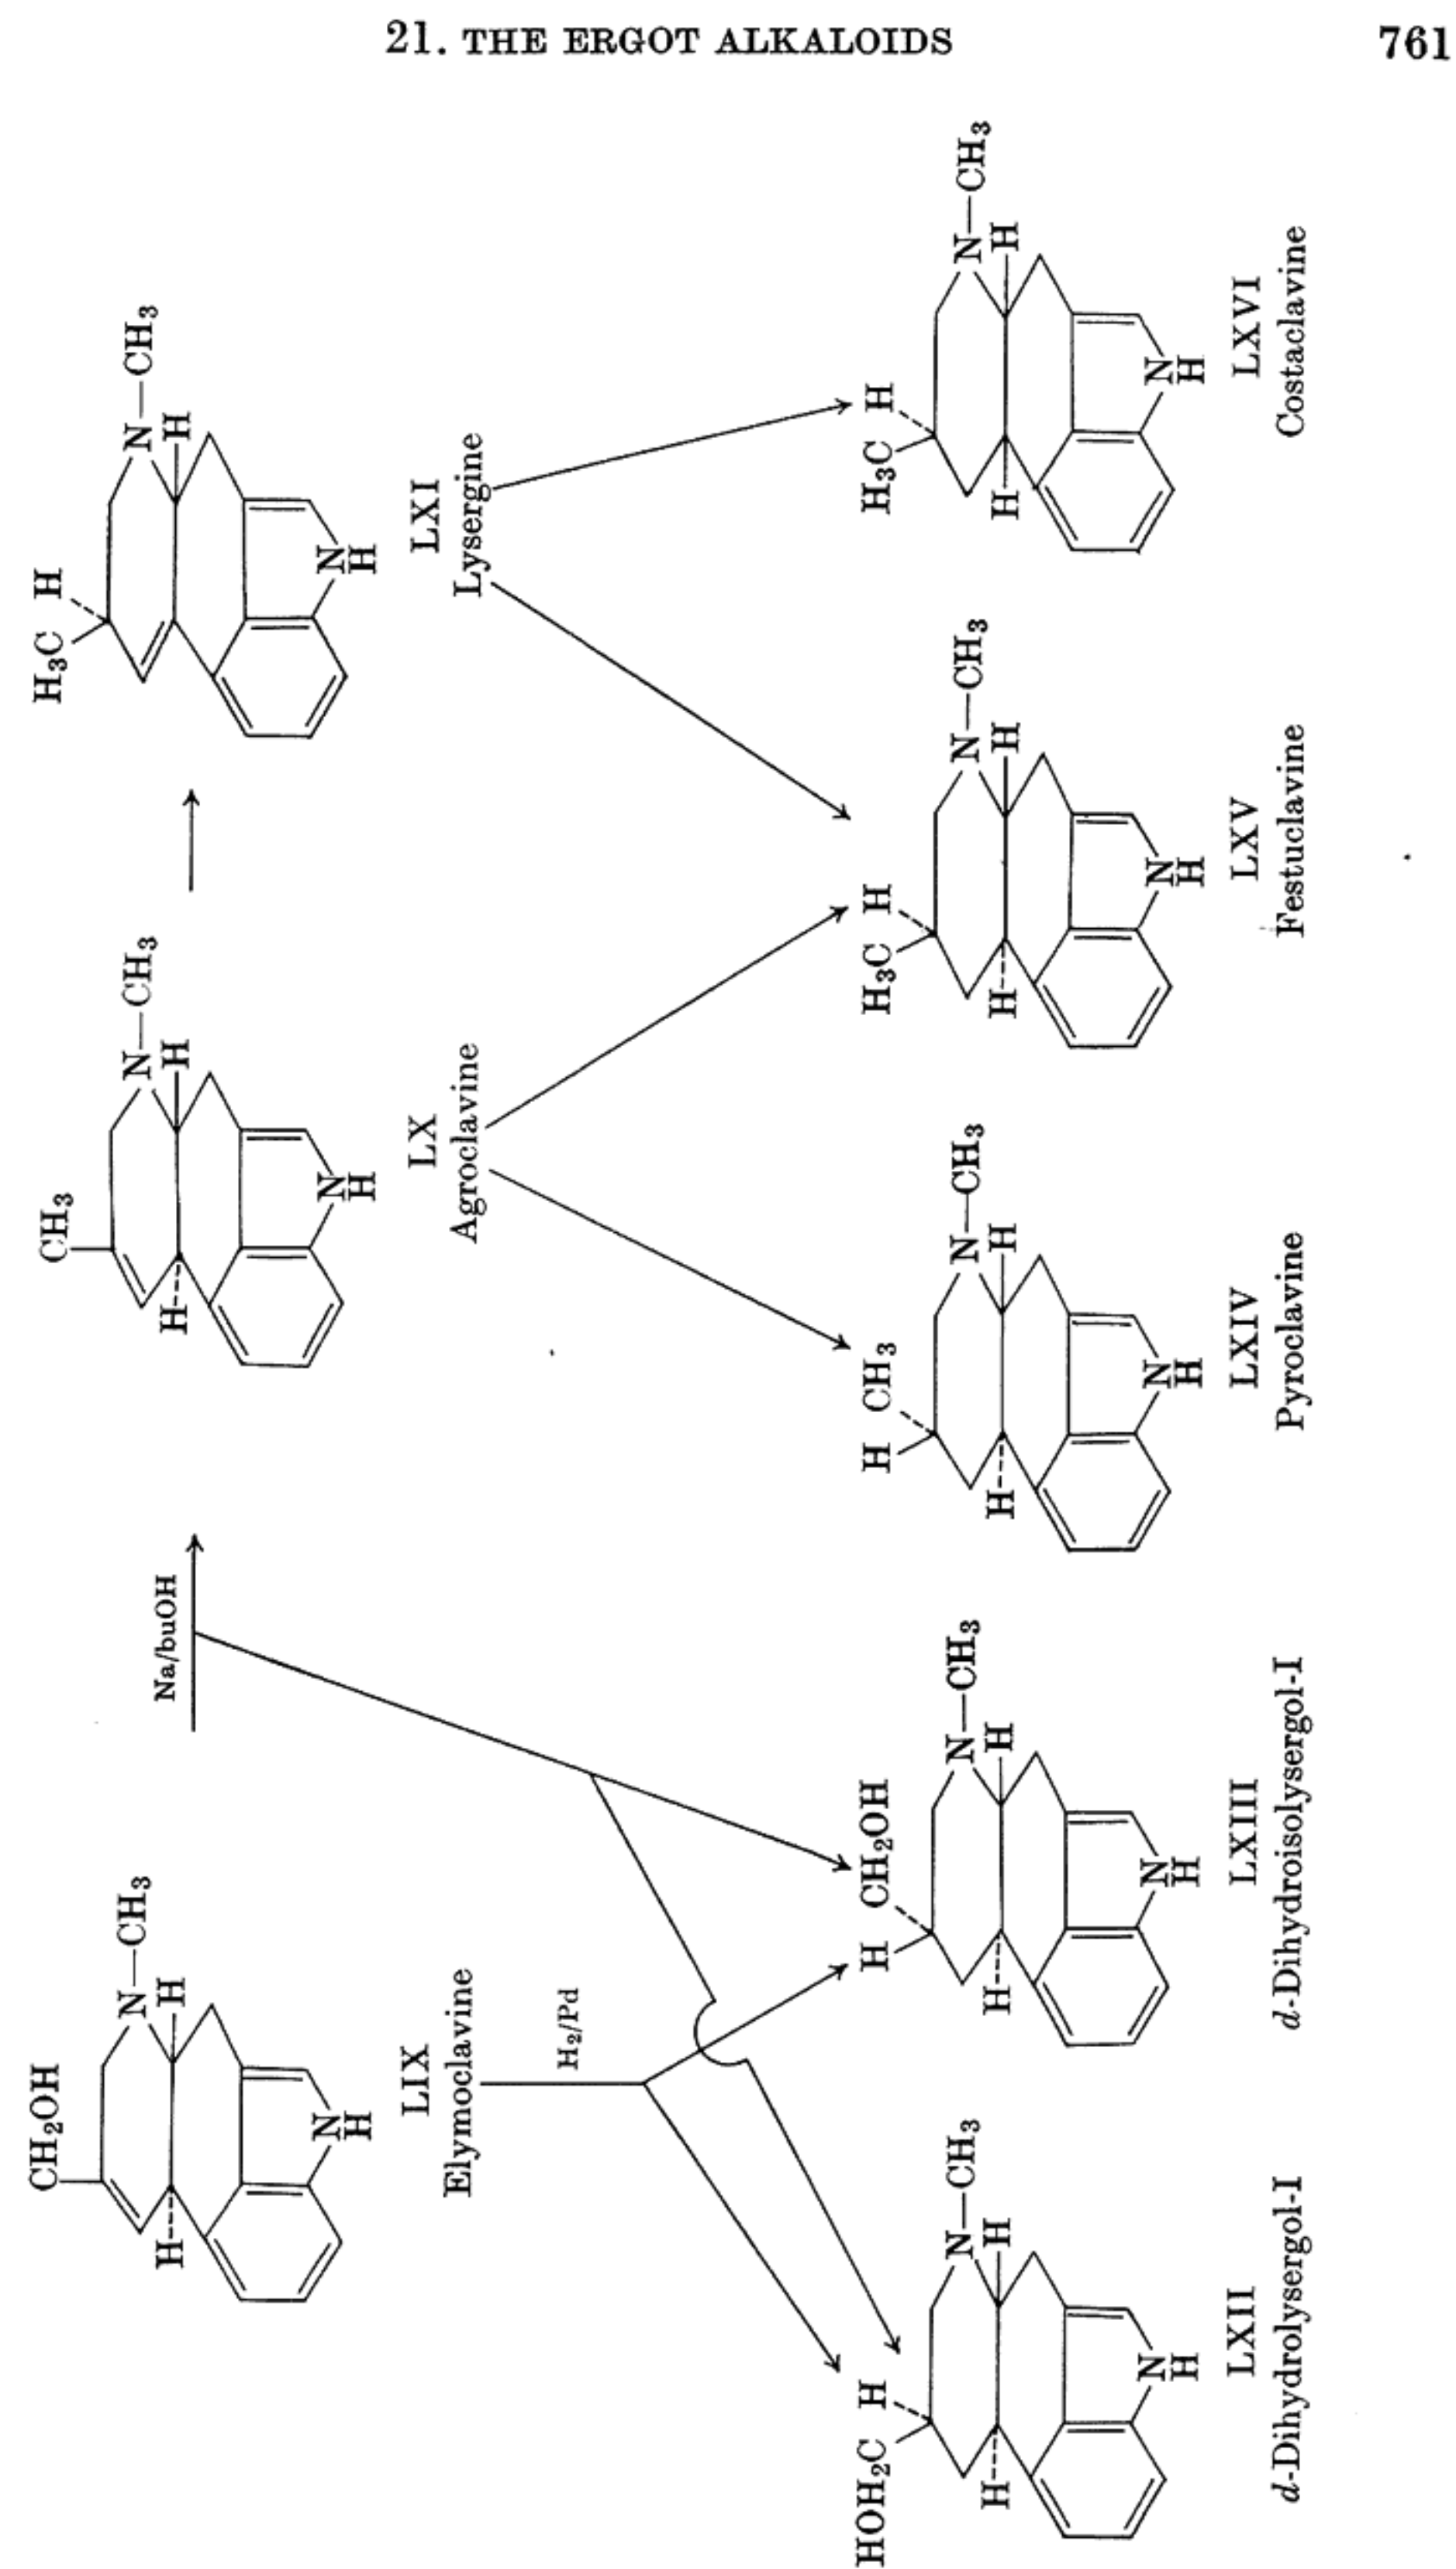 21. THE ERGOT ALKALOIDS 761
CH₂OH
N—CH₃
H
H
N
H
LIX
Elymoclavine
Na/buOH
CH₃
N—CH₃
H
H
N
H
LX
Agroclavine
H₃C H
N—CH₃
H
N
H
LXI
Lysergine
H₂/Pd
HOH₂C H
N—CH₃
H
H
N
H
LXII
d-Dihydrolysergol-I
H CH₂OH
N—CH₃
H
H
N
H
LXIII
d-Dihydroisolysergol-I
H CH₃
N—CH₃
H
H
N
H
LXIV
Pyroclavine
H₃C H
N—CH₃
H
H
N
H
LXV
Festuclavine
H₃C H
N—CH₃
H
H
N
H
LXVI
Costaclavine